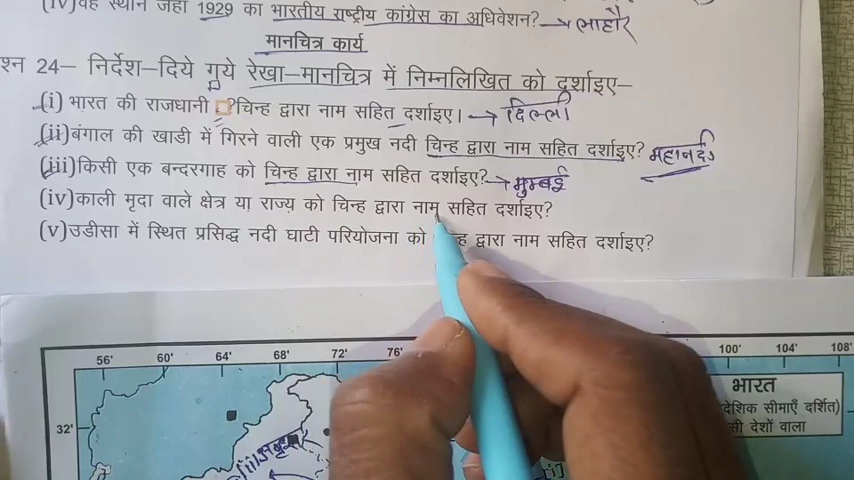 (iv) वह स्थान जहाँ 1929 का भारतीय राष्ट्रीय कांग्रेस का अधिवेशन? → लाहौर
मानचित्र कार्य
श्न 24– निर्देश–दिये गये रेखा–मानचित्र में निम्नलिखित को दर्शाइए–
(i) भारत की राजधानी ?चिन्ह द्वारा नाम सहित दर्शाइए। → दिल्ली
(ii) बंगाल की खाडी में गिरने वाली एक प्रमुख नदी चिन्ह द्वारा नाम सहित दर्शाइए? महानदी
(iii) किसी एक बन्दरगाह को चिन्ह द्वारा नाम सहित दर्शाइए? → मुम्बई
(iv) काली मृदा वाले क्षेत्र या राज्य को चिन्ह द्वारा नाम सहित दर्शाइए?
(v) उडीसा में स्थित प्रसिद्ध नदी घाटी परियोजना को न्ह द्वारा नाम सहित दर्शाइए?
56' 60' 64' 68' 72' 76' 100' 104' 108'
भारत
देशिक सीमाएँ दर्शित)
सी देशों वाला
32'
(ii)
[i]